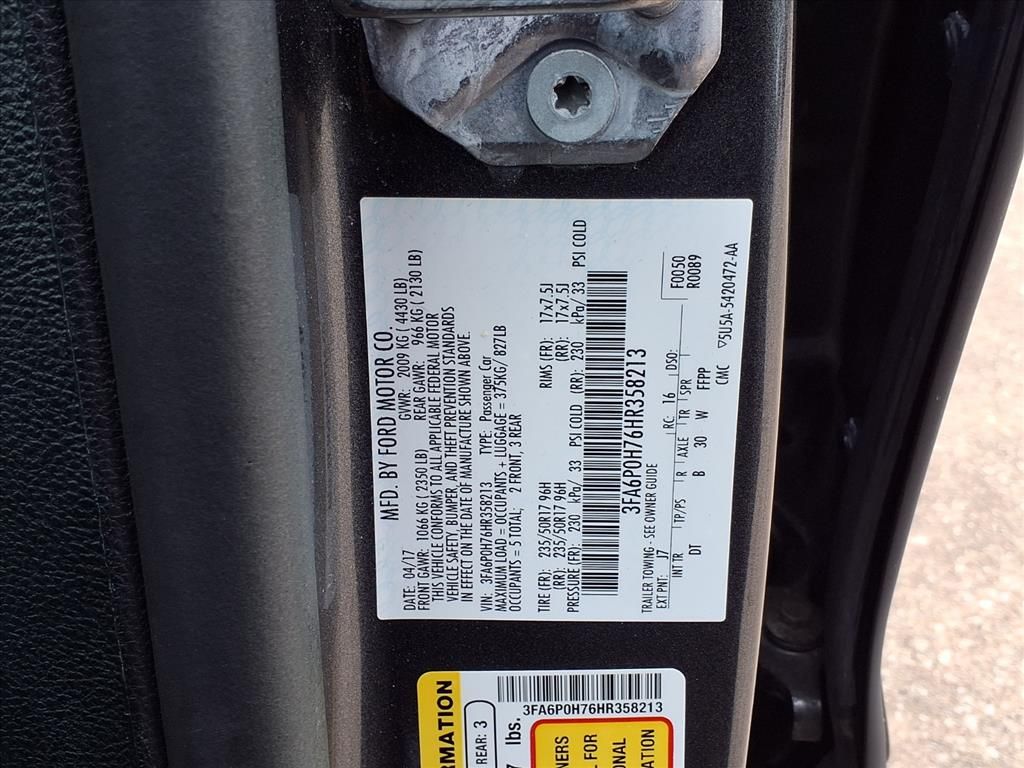 MFD. BY FORD MOTOR CO.
DATE: 04/17 GVWR: 2009 KG ( 4430 LB)
FRONT GAWR: 1066 KG ( 2350 LB) REAR GAWR: 966 KG ( 2130 LB)
THIS VEHICLE CONFORMS TO ALL APPLICABLE FEDERAL MOTOR
VEHICLE SAFETY, BUMPER, AND THEFT PREVENTION STANDARDS
IN EFFECT ON THE DATE OF MANUFACTURE SHOWN ABOVE.
VIN: 3FA6P0H76HR358213 TYPE: Passenger Car
MAXIMUM LOAD = OCCUPANTS + LUGGAGE = 375KG/ 827LB
OCCUPANTS = 5 TOTAL; 2 FRONT, 3 REAR
TIRE (FR): 235/50R17 96H RIMS (FR): 17x7.5J
(RR): 235/50R17 96H (RR): 17x7.5J
PRESSURE (FR): 230 kPa/ 33 PSI COLD (RR): 230 kPa/ 33 PSI COLD
3FA6P0H76HR358213
F0050
R0089
TRAILER TOWING- SEE OWNER GUIDE
EXT PNT: J7 RC: 16 DSO:
INT TR TP/PS R AXLE TR SPR
DT B 30 W FFPP
CMC ▽5U5A-5420472-AA
3FA6P0H76HR358213
RMATION
REAR: 3
7 lbs.
NERS
L FOR
IONAL
ATION